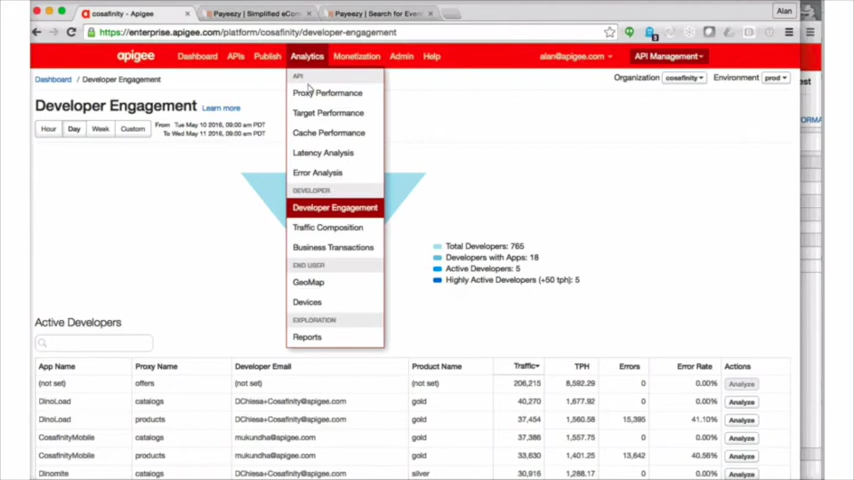 cosafinity - Apigee
Payeezy | Simplified eCom
Payeezy | Search for Even
Alan
https://enterprise.apigee.com/platform/cosafinity/developer-engagement
apigee Dashboard APIs Publish Analytics Monetization Admin Help alan@apigee.com API Management
Dashboard / Developer Engagement
Organization cosafinity Environment prod
Developer Engagement Learn more
Hour Day Week Custom
From Tue May 10 2016, 09:00 am PDT
To Wed May 11 2016, 09:00 am PDT
API
Proxy Performance
Target Performance
Cache Performance
Latency Analysis
Error Analysis
DEVELOPER
Developer Engagement
Traffic Composition
Business Transactions
END USER
GeoMap
Devices
EXPLORATION
Reports
Total Developers: 765
Developers with Apps: 18
Active Developers: 5
Highly Active Developers (+50 tph): 5
Active Developers
App Name Proxy Name Developer Email Product Name Traffic TPH Errors Error Rate Actions
(not set) offers (not set) (not set) 206,215 8,592.29 0 0.00% Analyze
DinoLoad catalogs DChiesa+Cosafinity@apigee.com gold 40,270 1,677.92 0 0.00% Analyze
DinoLoad products DChiesa+Cosafinity@apigee.com gold 37,454 1,560.58 15,395 41.10% Analyze
CosafinityMobile catalogs mukundha@apigee.com gold 37,386 1,557.75 0 0.00% Analyze
CosafinityMobile products mukundha@apigee.com gold 33,630 1,401.25 13,642 40.56% Analyze
Dinomite catalogs DChiesa+Cosafinity@apigee.com silver 30,916 1,288.17 0 0.00% Analyze